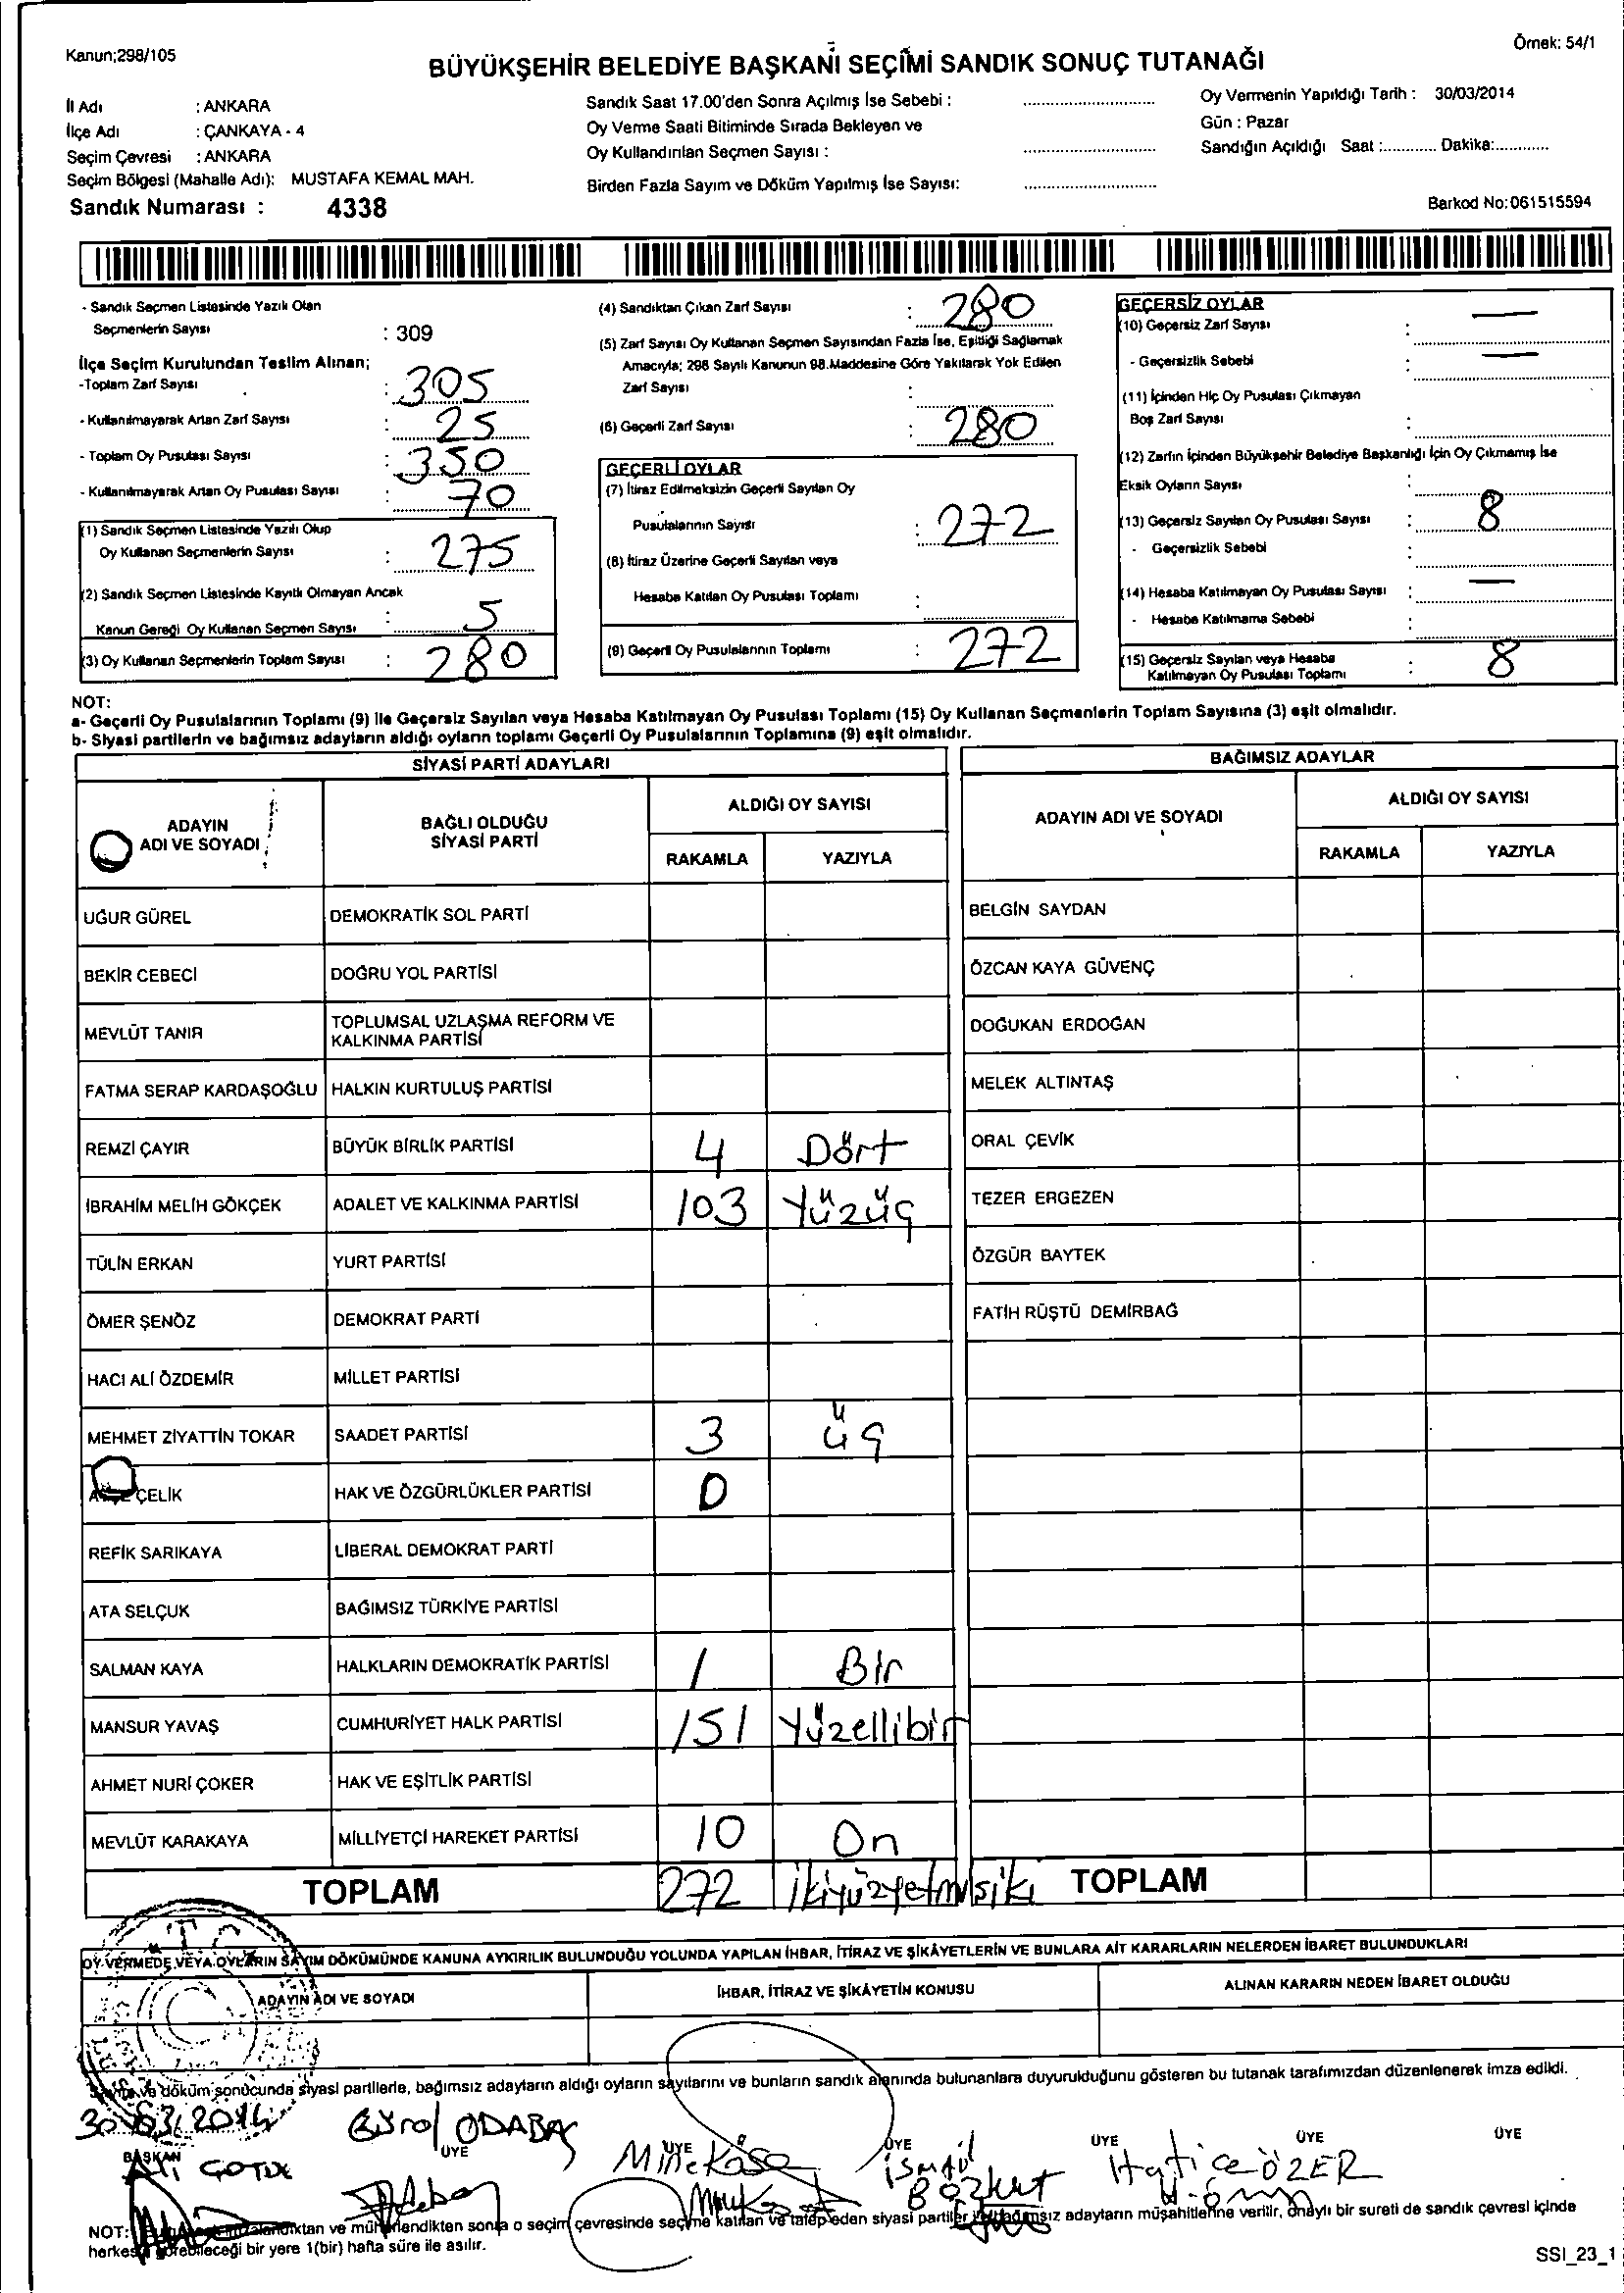 Kanun;298/105
Örnek: 54/1
BÜYÜKŞEHİR BELEDİYE BAŞKANI SEÇİMİ SANDIK SONUÇ TUTANAĞI
İl Adı : ANKARA
İlçe Adı : ÇANKAYA - 4
Seçim Çevresi : ANKARA
Seçim Bölgesi (Mahalle Adı): MUSTAFA KEMAL MAH.
Sandık Numarası : 4338
Sandık Saat 17.00'den Sonra Açılmış İse Sebebi :
Oy Verme Saati Bitiminde Sırada Bekleyen ve
Oy Kullandırılan Seçmen Sayısı :
Birden Fazla Sayım ve Döküm Yapılmış İse Sayısı:
Oy Vermenin Yapıldığı Tarih : 30/03/2014
Gün : Pazar
Sandığın Açıldığı Saat :............ Dakika:............
Barkod No:061515594
- Sandık Seçmen Listesinde Yazılı Olan
Seçmenlerin Sayısı : 309
İlçe Seçim Kurulundan Teslim Alınan;
-Toplam Zarf Sayısı : 305
- Kullanılmayarak Artan Zarf Sayısı : 25
- Toplam Oy Pusulası Sayısı : 350
- Kullanılmayarak Artan Oy Pusulası Sayısı : 70
(1) Sandık Seçmen Listesinde Yazılı Olup
Oy Kullanan Seçmenlerin Sayısı : 275
(2) Sandık Seçmen Listesinde Kayıtlı Olmayan Ancak
Kanun Gereği Oy Kullanan Seçmen Sayısı : 5
(3) Oy Kullanan Seçmenlerin Toplam Sayısı : 280
(4) Sandıktan Çıkan Zarf Sayısı : 280
(5) Zarf Sayısı Oy Kullanan Seçmen Sayısından Fazla İse, Eşitliği Sağlamak
Amacıyla; 298 Sayılı Kanunun 98.Maddesine Göre Yakılarak Yok Edilen
Zarf Sayısı :
(6) Geçerli Zarf Sayısı : 280
GEÇERLİ OYLAR
(7) İtiraz Edilmeksizin Geçerli Sayılan Oy
Pusulalarının Sayısı : 272
(8) İtiraz Üzerine Geçerli Sayılan veya
Hesaba Katılan Oy Pusulası Toplamı :
(9) Geçerli Oy Pusulalarının Toplamı : 272
GEÇERSİZ OYLAR
(10) Geçersiz Zarf Sayısı : —
- Geçersizlik Sebebi : —
(11) İçinden Hiç Oy Pusulası Çıkmayan
Boş Zarf Sayısı :
(12) Zarfın İçinden Büyükşehir Belediye Başkanlığı İçin Oy Çıkmamış İse
Eksik Oyların Sayısı :
(13) Geçersiz Sayılan Oy Pusulası Sayısı : 8
- Geçersizlik Sebebi :
(14) Hesaba Katılmayan Oy Pusulası Sayısı : —
- Hesaba Katılmama Sebebi :
(15) Geçersiz Sayılan veya Hesaba
Katılmayan Oy Pusulası Toplamı : 8
NOT:
a- Geçerli Oy Pusulalarının Toplamı (9) ile Geçersiz Sayılan veya Hesaba Katılmayan Oy Pusulası Toplamı (15) Oy Kullanan Seçmenlerin Toplam Sayısına (3) eşit olmalıdır.
b- Siyasi partilerin ve bağımsız adayların aldığı oyların toplamı Geçerli Oy Pusulalarının Toplamına (9) eşit olmalıdır.
SİYASİ PARTİ ADAYLARI
ADAYIN
ADI VE SOYADI
BAĞLI OLDUĞU
SİYASİ PARTİ
ALDIĞI OY SAYISI
RAKAMLA YAZIYLA
UĞUR GÜREL DEMOKRATİK SOL PARTİ
BEKİR CEBECİ DOĞRU YOL PARTİSİ
MEVLÜT TANIR TOPLUMSAL UZLAŞMA REFORM VE
KALKINMA PARTİSİ
FATMA SERAP KARDAŞOĞLU HALKIN KURTULUŞ PARTİSİ
REMZİ ÇAYIR BÜYÜK BİRLİK PARTİSİ 4 Dört
İBRAHİM MELİH GÖKÇEK ADALET VE KALKINMA PARTİSİ 103 Yüzüç
TÜLİN ERKAN YURT PARTİSİ
ÖMER ŞENÖZ DEMOKRAT PARTİ
HACI ALİ ÖZDEMİR MİLLET PARTİSİ
MEHMET ZİYATTİN TOKAR SAADET PARTİSİ 3 üç
ÇELİK HAK VE ÖZGÜRLÜKLER PARTİSİ 0
REFİK SARIKAYA LİBERAL DEMOKRAT PARTİ
ATA SELÇUK BAĞIMSIZ TÜRKİYE PARTİSİ
SALMAN KAYA HALKLARIN DEMOKRATİK PARTİSİ 1 Bir
MANSUR YAVAŞ CUMHURİYET HALK PARTİSİ 151 Yüzellibir
AHMET NURİ ÇOKER HAK VE EŞİTLİK PARTİSİ
MEVLÜT KARAKAYA MİLLİYETÇİ HAREKET PARTİSİ 10 On
TOPLAM 272 ikiyüzyetmişiki
BAĞIMSIZ ADAYLAR
ADAYIN ADI VE SOYADI
ALDIĞI OY SAYISI
RAKAMLA YAZIYLA
BELGİN SAYDAN
ÖZCAN KAYA GÜVENÇ
DOĞUKAN ERDOĞAN
MELEK ALTINTAŞ
ORAL ÇEVİK
TEZER ERGEZEN
ÖZGÜR BAYTEK
FATİH RÜŞTÜ DEMİRBAĞ
TOPLAM
OY VERMEDE VEYA OYLARIN SAYIM DÖKÜMÜNDE KANUNA AYKIRILIK BULUNDUĞU YOLUNDA YAPILAN İHBAR, İTİRAZ VE ŞİKÂYETLERİN VE BUNLARA AİT KARARLARIN NELERDEN İBARET BULUNDUKLARI
ADAYIN ADI VE SOYADI
İHBAR, İTİRAZ VE ŞİKÂYETİN KONUSU
ALINAN KARARIN NEDEN İBARET OLDUĞU
Sayım ve döküm sonucunda siyasi partilerle, bağımsız adayların aldığı oyların sayılarını ve bunların sandık alanında bulunanlara duyurulduğunu gösteren bu tutanak tarafımızdan düzenlenerek imza edildi.
30/03/2014
BAŞKAN ÜYE ÜYE ÜYE ÜYE ÜYE ÜYE
Gürol ODABAŞ
Mine Köse
İSMAİL BOZKURT
Hatice ÖZER
NOT: ve mühürlendikten sonra o seçim çevresinde seçime katılan ve talep eden siyasi partiler bağımsız adayların müşahitlerine verilir, onaylı bir sureti de sandık çevresi içinde
herkesin görebileceği bir yere 1(bir) hafta süre ile asılır.
SSI_23_1